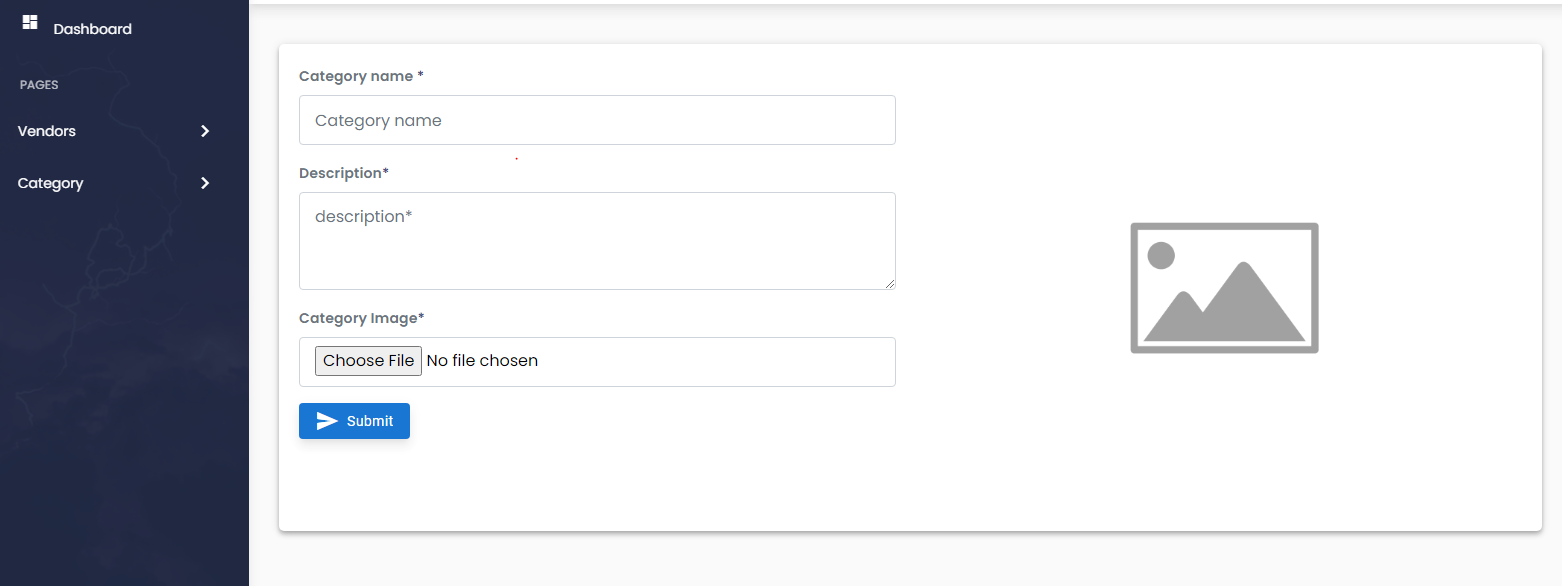 Dashboard
PAGES
Vendors
Category
Category name *
Category name
Description*
description*
Category Image*
Choose File No file chosen
Submit